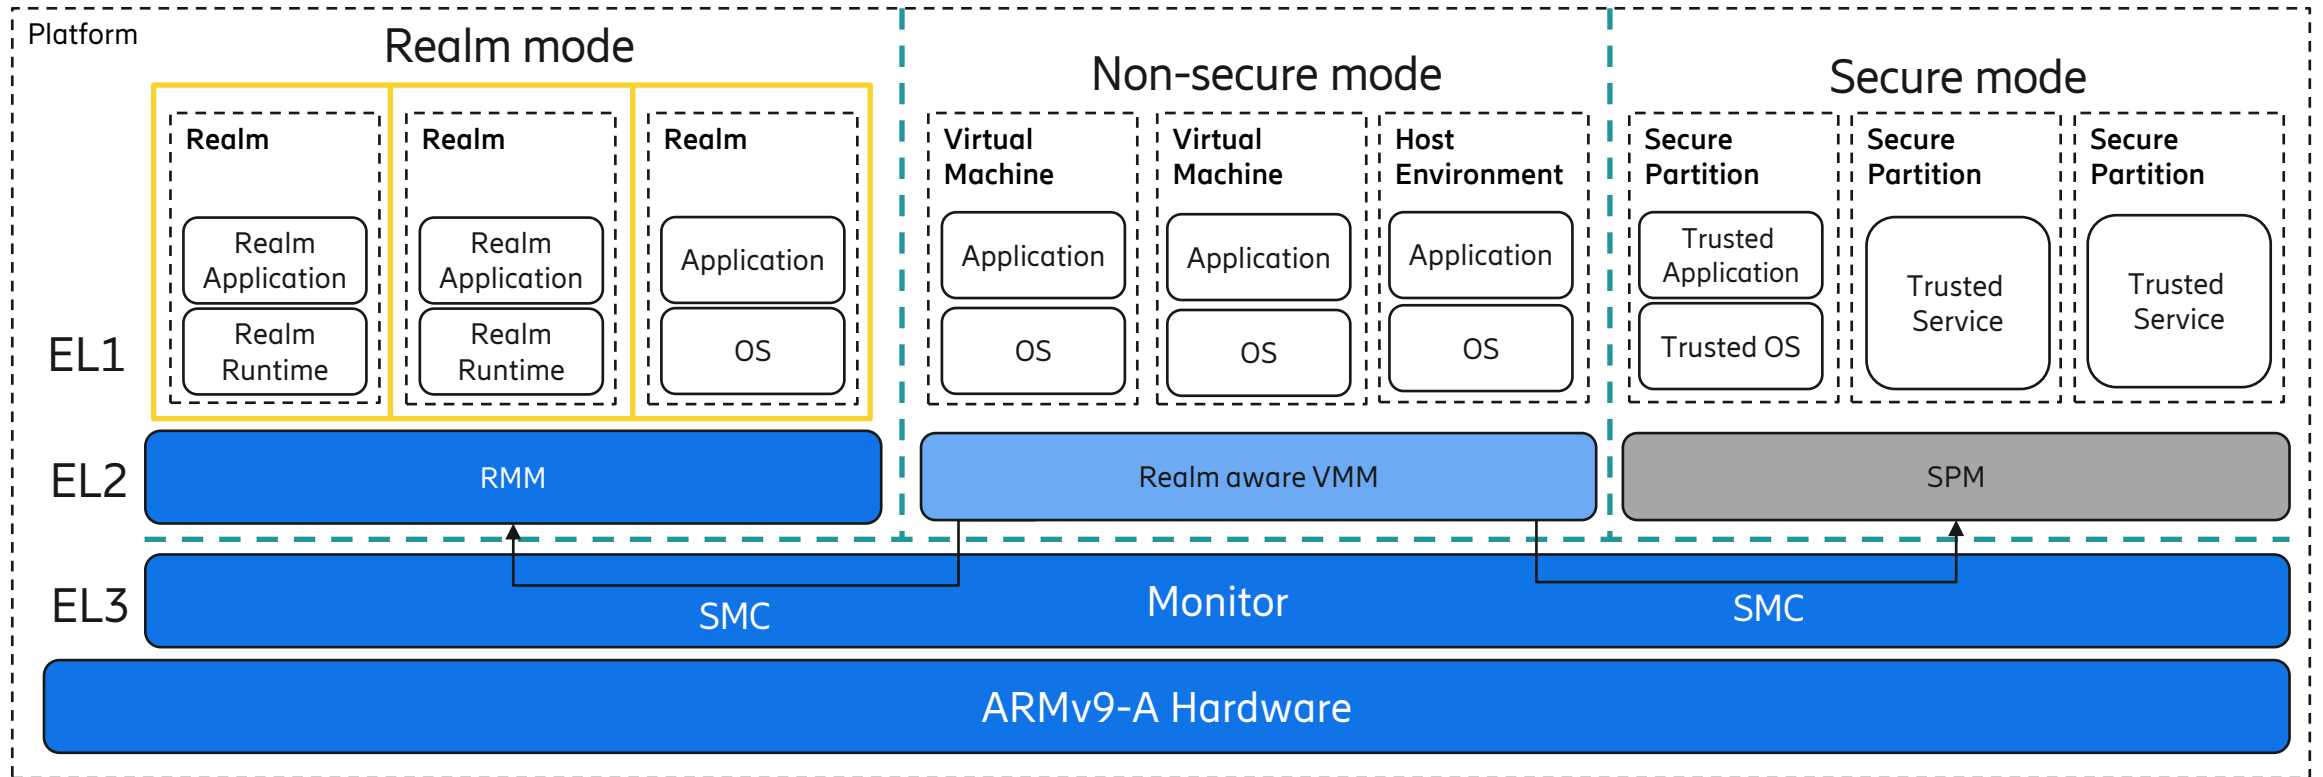 Platform
Realm mode
Non-secure mode
Secure mode
Realm
Realm
Realm
Virtual
Machine
Virtual
Machine
Host
Environment
Secure
Partition
Secure
Partition
Secure
Partition
Realm
Application
Realm
Application
Application
Application
Application
Application
Trusted
Application
Trusted
Service
Trusted
Service
EL1
Realm
Runtime
Realm
Runtime
OS
OS
OS
OS
Trusted OS
EL2
RMM
Realm aware VMM
SPM
EL3
SMC
Monitor
SMC
ARMv9-A Hardware